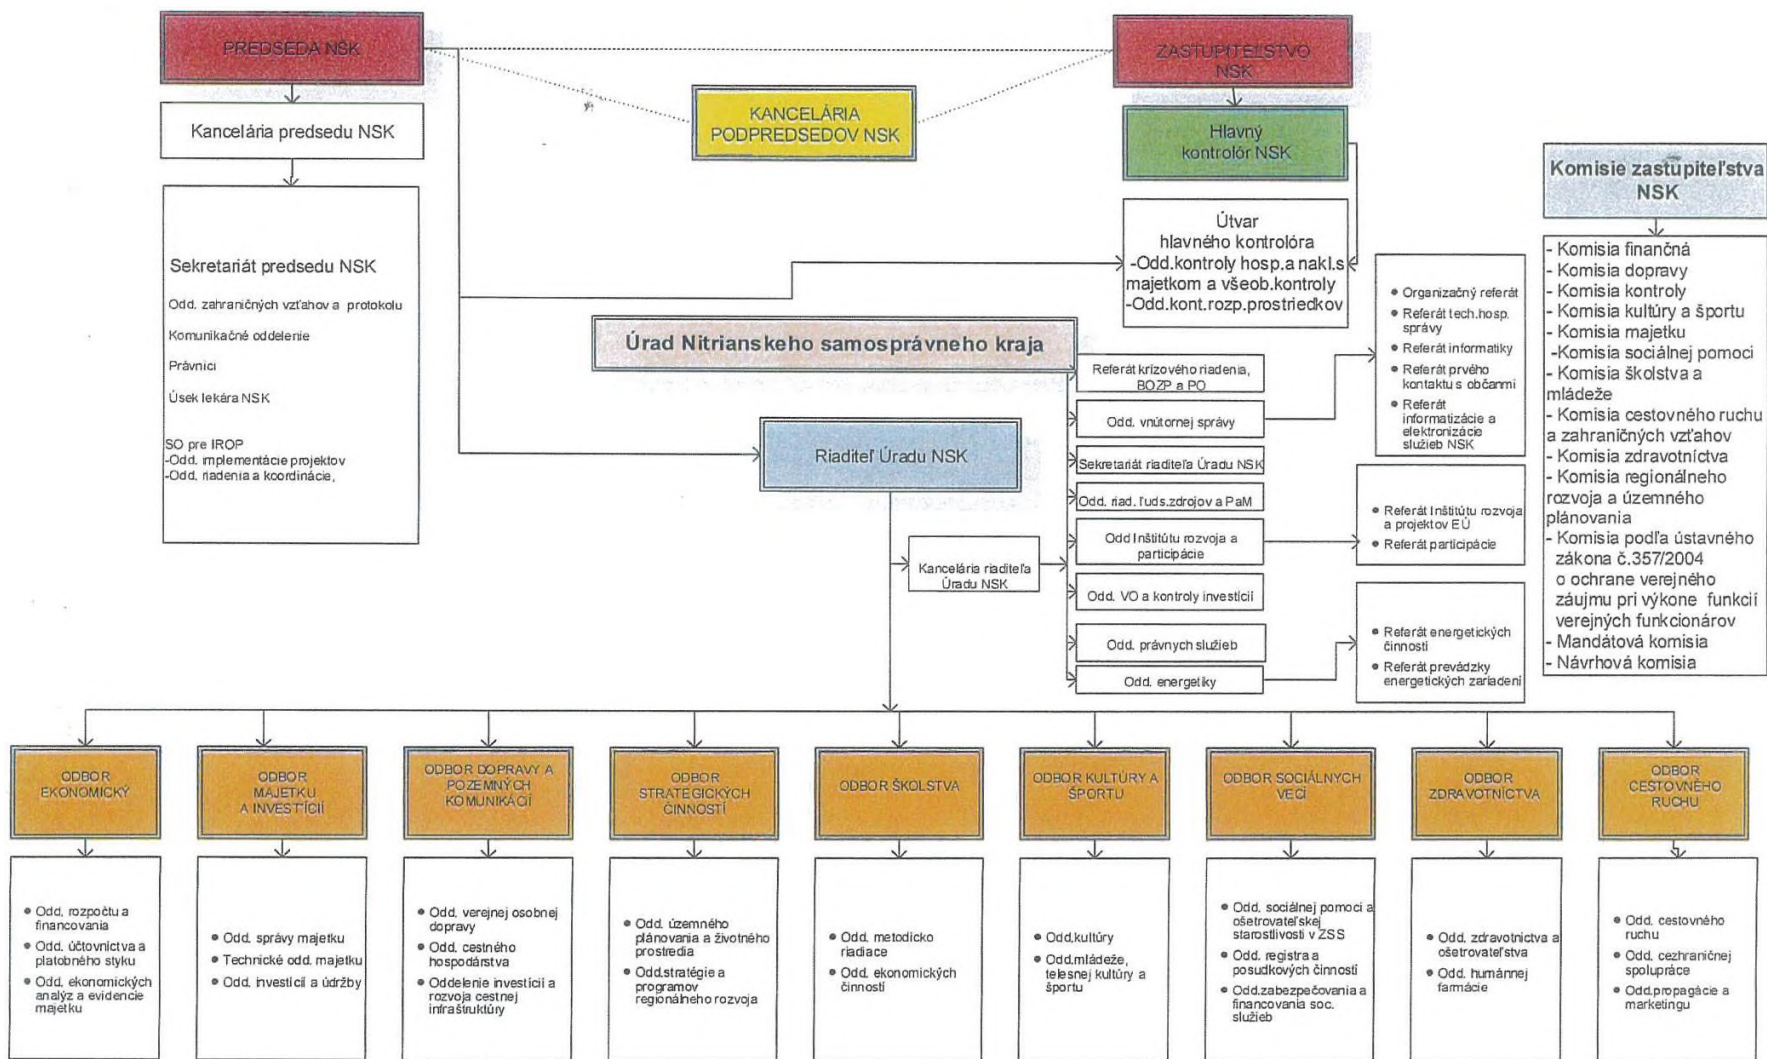 PREDSEDA NSK
ZASTUPITEĽSTVO
NSK
KANCELÁRIA
PODPREDSEDOV NSK
Kancelária predsedu NSK
Hlavný
kontrolór NSK
Komisie zastupiteľstva
NSK
Sekretariát predsedu NSK
Odd. zahraničných vzťahov a protokolu
Komunikačné oddelenie
Právnici
Úsek lekára NSK
SO pre IROP
-Odd. implementácie projektov
-Odd. riadenia a koordinácie,
Útvar
hlavného kontrolóra
-Odd.kontroly hosp.a nakl.s
majetkom a všeob.kontroly
-Odd.kont.rozp.prostriedkov
- Komisia finančná
- Komisia dopravy
- Komisia kontroly
- Komisia kultúry a športu
- Komisia majetku
-Komisia sociálnej pomoci
- Komisia školstva a
mládeže
- Komisia cestovného ruchu
a zahraničných vzťahov
- Komisia zdravotníctva
- Komisia regionálneho
rozvoja a územného
plánovania
- Komisia podľa ústavného
zákona č.357/2004
o ochrane verejného
záujmu pri výkone funkcií
verejných funkcionárov
- Mandátová komisia
- Návrhová komisia
Úrad Nitrianskeho samosprávneho kraja
Riaditeľ Úradu NSK
Kancelária riaditeľa
Úradu NSK
Referát krízového riadenia,
BOZP a PO
Odd. vnútornej správy
Sekretariát riaditeľa Úradu NSK
Odd. riad. ľuds.zdrojov a PaM
Odd Inštitútu rozvoja a
participácie
Odd. VO a kontroly investícií
Odd. právnych služieb
Odd. energetiky
• Organizačný referát
• Referát tech.hosp.
správy
• Referát informatiky
• Referát prvého
kontaktu s občanmi
• Referát
informatizácie a
elektronizácie
služieb NSK
• Referát Inštitútu rozvoja
a projektov EÚ
• Referát participácie
• Referát energetických
činností
• Referát prevádzky
energetických zariadení
ODBOR
EKONOMICKÝ
• Odd. rozpočtu a
financovania
• Odd. účtovníctva a
platobného styku
• Odd. ekonomických
analýz a evidencie
majetku
ODBOR
MAJETKU
A INVESTÍCIÍ
• Odd. správy majetku
• Technické odd. majetku
• Odd. investícií a údržby
ODBOR DOPRAVY A
POZEMNÝCH
KOMUNIKÁCIÍ
• Odd. verejnej osobnej
dopravy
• Odd. cestného
hospodárstva
• Oddelenie investícií a
rozvoja cestnej
infraštruktúry
ODBOR
STRATEGICKÝCH
ČINNOSTÍ
• Odd. územného
plánovania a životného
prostredia
• Odd.stratégie a
programov
regionálneho rozvoja
ODBOR ŠKOLSTVA
• Odd. metodicko
riadiace
• Odd. ekonomických
činností
ODBOR KULTÚRY A
ŠPORTU
• Odd.kultúry
• Odd.mládeže,
telesnej kultúry a
športu
ODBOR SOCIÁLNYCH
VECÍ
• Odd. sociálnej pomoci a
ošetrovateľskej
starostlivosti v ZSS
• Odd. registra a
posudkových činností
• Odd.zabezpečovania a
financovania soc.
služieb
ODBOR
ZDRAVOTNÍCTVA
• Odd. zdravotníctva a
ošetrovateľstva
• Odd. humánnej
farmácie
ODBOR
CESTOVNÉHO
RUCHU
• Odd. cestovného
ruchu
• Odd. cezhraničnej
spolupráce
• Odd.propagácie a
marketingu